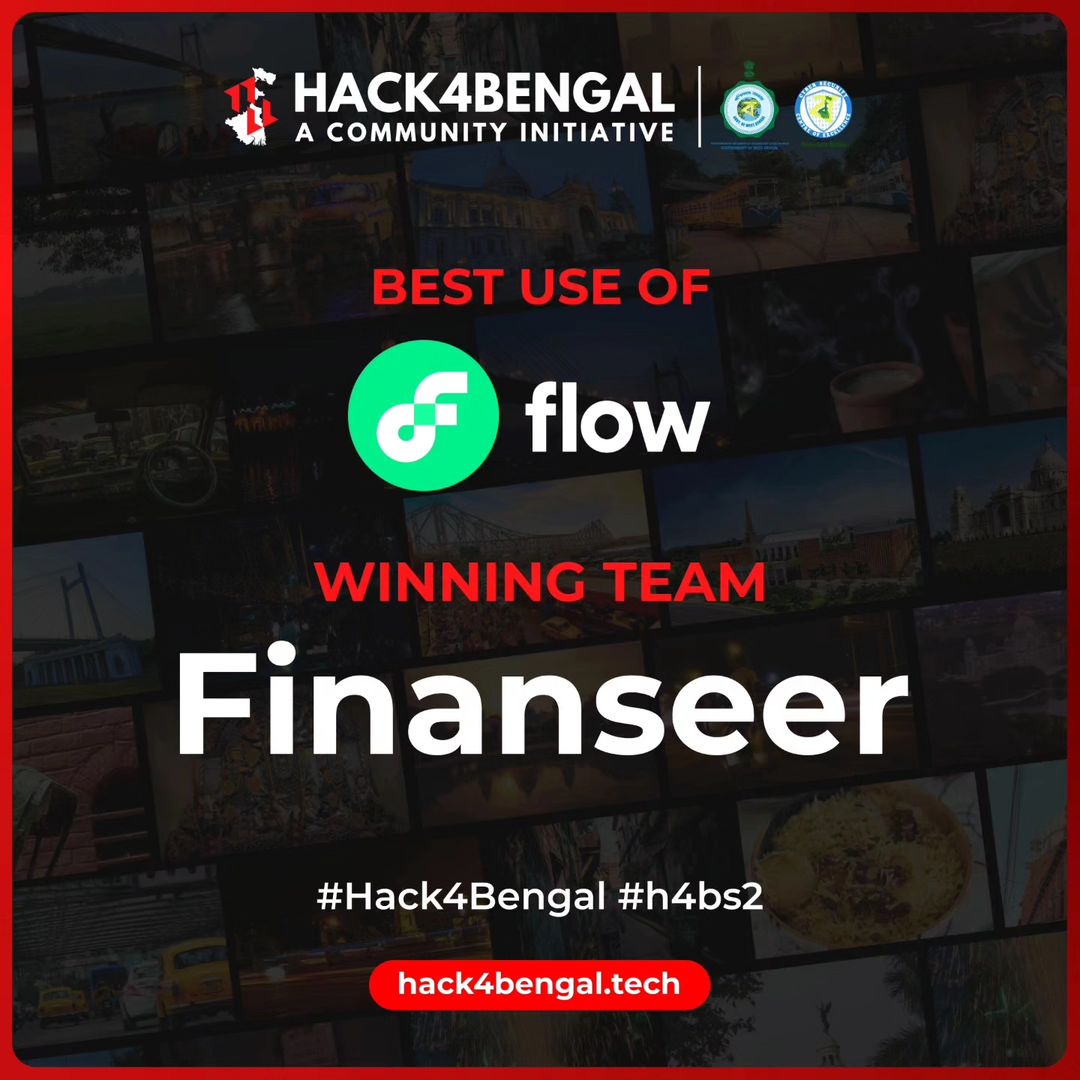 HACK4BENGAL
A COMMUNITY INITIATIVE
BEST USE OF
flow
WINNING TEAM
Finanseer
#Hack4Bengal #h4bs2
hack4bengal.tech